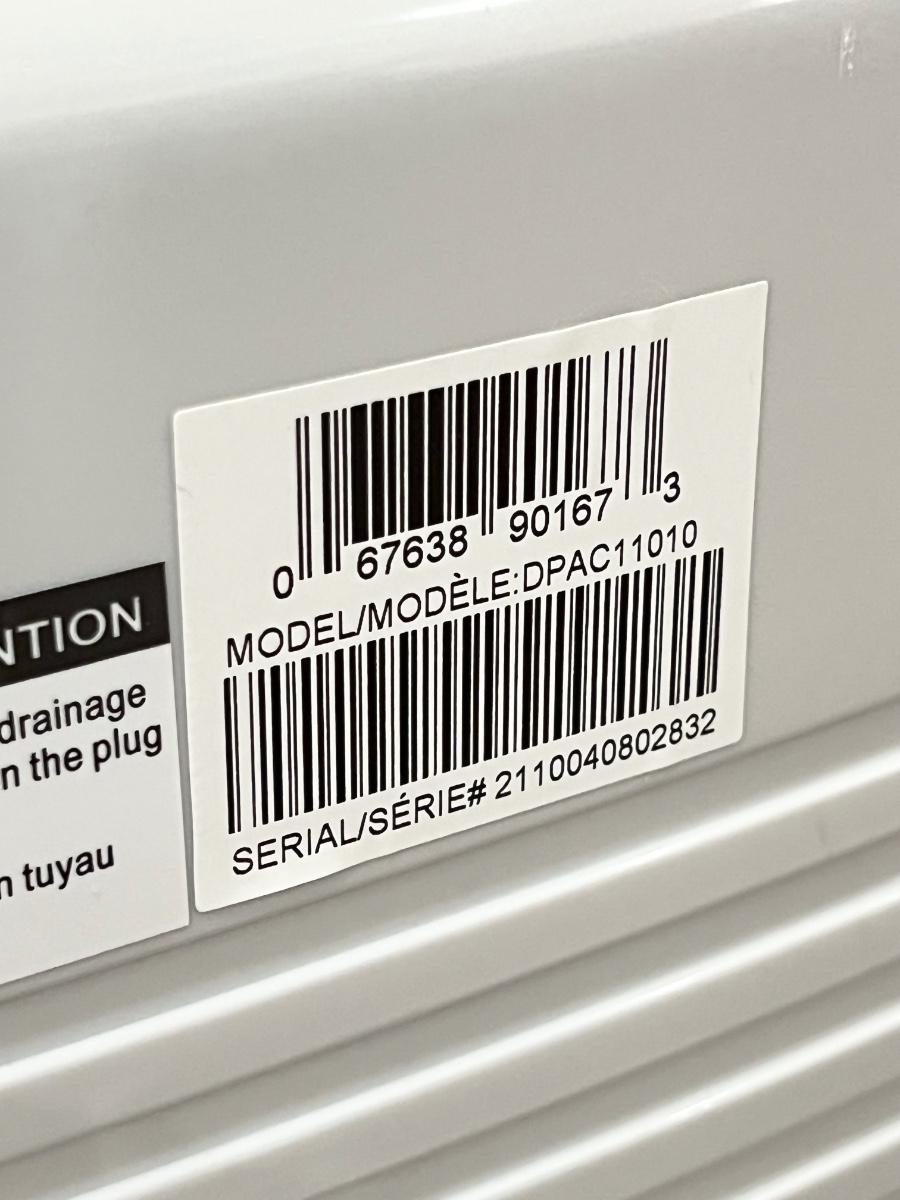 0 67638 90167 3
MODEL/MODÈLE:DPAC11010
SERIAL/SÉRIE# 2110040802832
NTION
drainage
n the plug
n tuyau